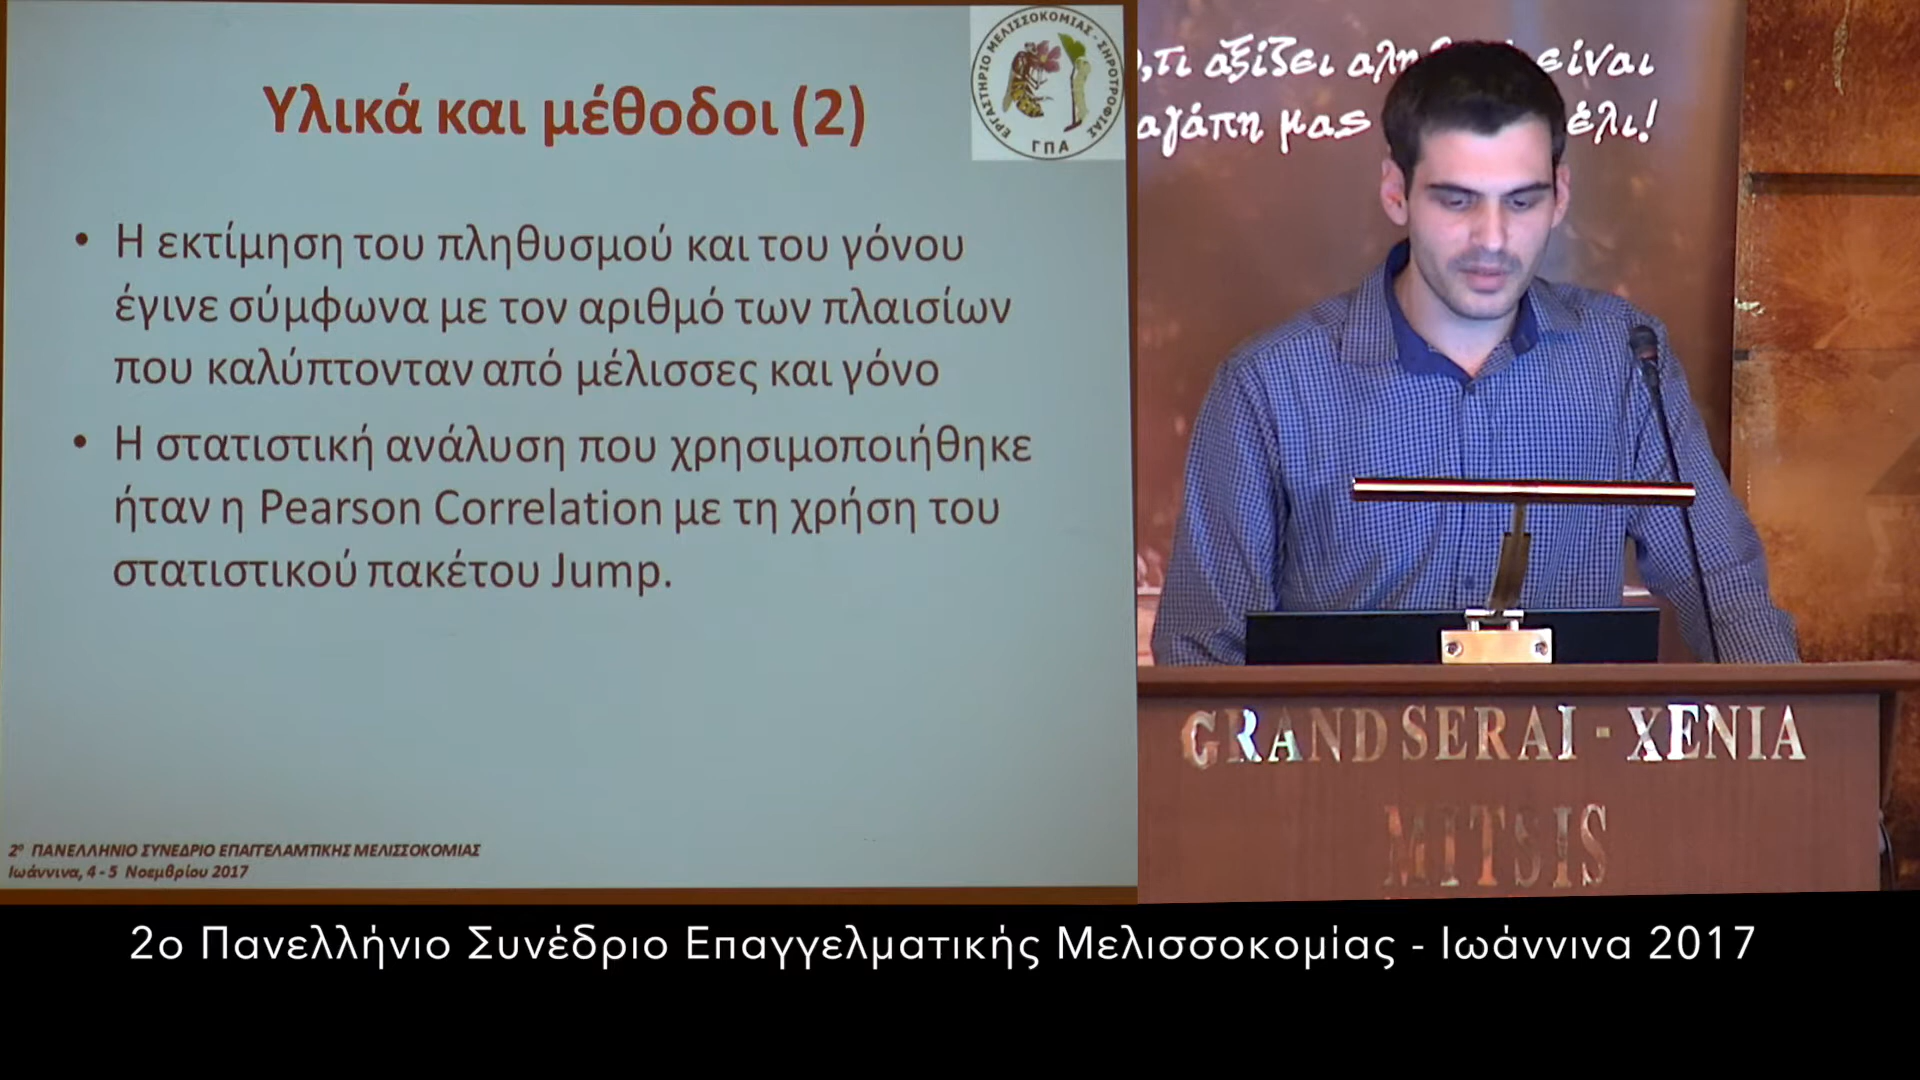 Υλικά και μέθοδοι (2)
ΕΡΓΑΣΤΗΡΙΟ ΜΕΛΙΣΣΟΚΟΜΙΑΣ - ΣΗΡΟΤΡΟΦΙΑΣ
ΓΠΑ
• Η εκτίμηση του πληθυσμού και του γόνου
έγινε σύμφωνα με τον αριθμό των πλαισίων
που καλύπτονταν από μέλισσες και γόνο
• Η στατιστική ανάλυση που χρησιμοποιήθηκε
ήταν η Pearson Correlation με τη χρήση του
στατιστικού πακέτου Jump.
2ο ΠΑΝΕΛΛΗΝΙΟ ΣΥΝΕΔΡΙΟ ΕΠΑΓΓΕΛΑΜΤΙΚΗΣ ΜΕΛΙΣΣΟΚΟΜΙΑΣ
Ιωάννινα, 4 - 5 Νοεμβρίου 2017
ό,τι αξίζει είναι
αγάπη μας
GRAND SERAI - XENIA
MITSIS
2ο Πανελλήνιο Συνέδριο Επαγγελματικής Μελισσοκομίας - Ιωάννινα 2017